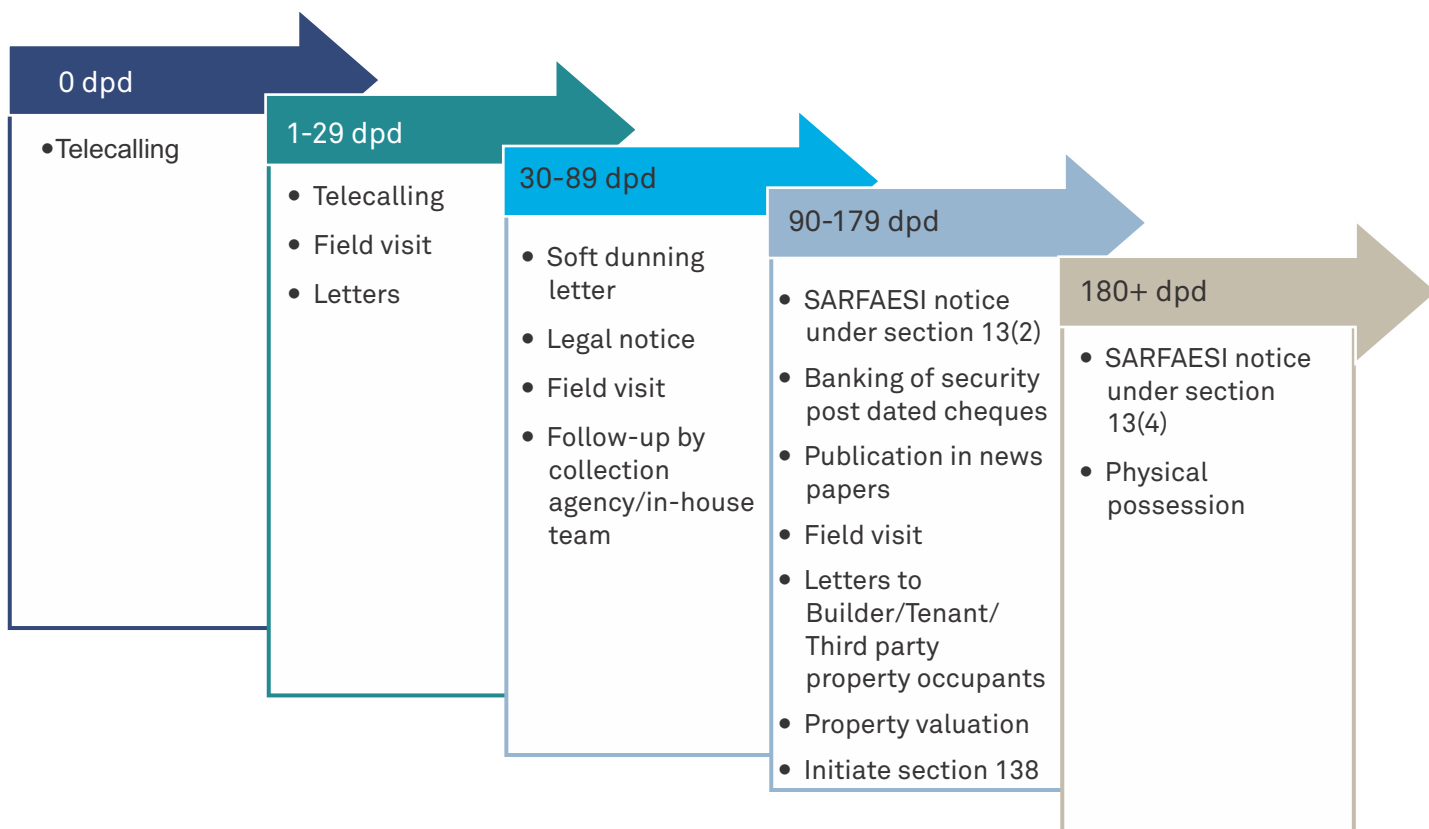 0 dpd
•Telecalling
1-29 dpd
• Telecalling
• Field visit
• Letters
30-89 dpd
• Soft dunning
letter
• Legal notice
• Field visit
• Follow-up by
collection
agency/in-house
team
90-179 dpd
• SARFAESI notice
under section 13(2)
• Banking of security
post dated cheques
• Publication in news
papers
• Field visit
• Letters to
Builder/Tenant/
Third party
property occupants
• Property valuation
• Initiate section 138
180+ dpd
• SARFAESI notice
under section
13(4)
• Physical
possession